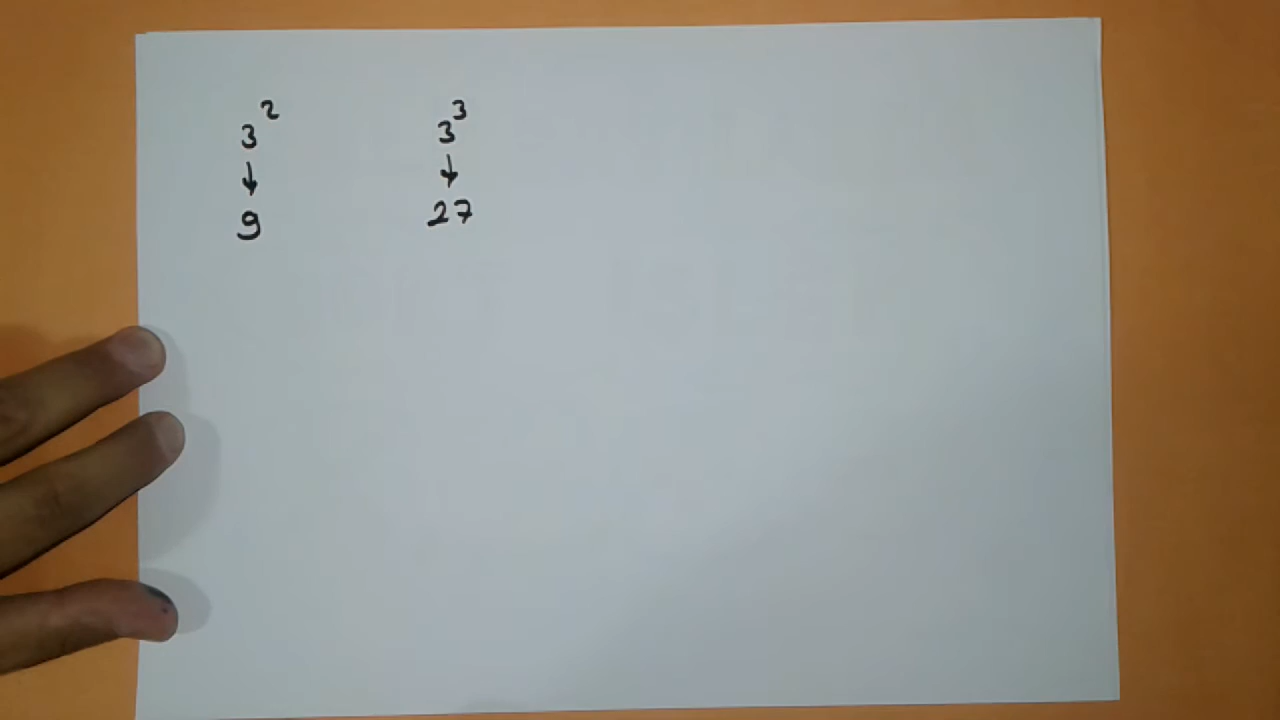 3² 3³
↓ ↓
9 27